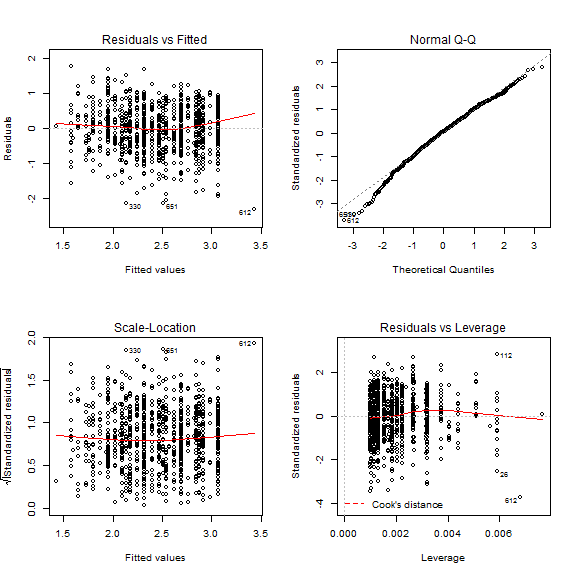 Residuals vs Fitted
Residuals
2
1
0
-1
-2
330
651
612
1.5 2.0 2.5 3.0 3.5
Fitted values
Normal Q-Q
Standardized residuals
3
2
1
0
-1
-2
-3
612
-3 -2 -1 0 1 2 3
Theoretical Quantiles
Scale-Location
√|Standardized residuals|
2.0
1.5
1.0
0.5
0.0
330
651
612
1.5 2.0 2.5 3.0 3.5
Fitted values
Residuals vs Leverage
Standardized residuals
2
0
-2
-4
112
26
612
Cook's distance
0.000 0.002 0.004 0.006
Leverage